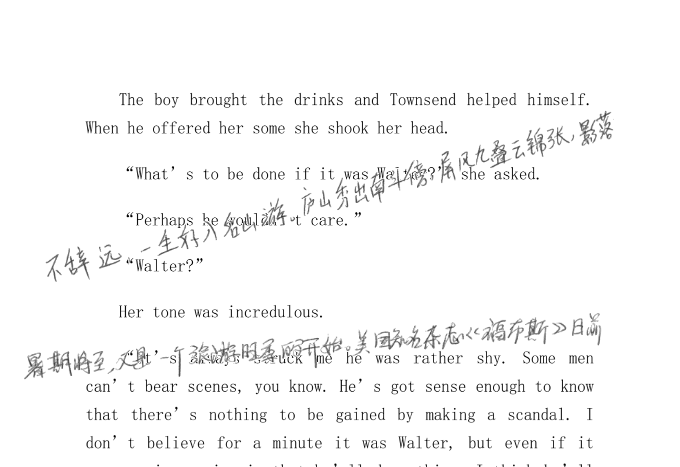 The boy brought the drinks and Townsend helped himself.
When he offered her some she shook her head.
“What’s to be done if it was Walter?” she asked.
不辞远,一生好入名山游。庐山秀出南斗傍,屏风九叠云锦张,影落
“Perhaps he wouldn’t care.”
“Walter?”
Her tone was incredulous.
暑期将至,又是一个旅游旺季的开始。美国知名杂志《福布斯》日前
“It’s always struck me he was rather shy. Some men
can’t bear scenes, you know. He’s got sense enough to know
that there’s nothing to be gained by making a scandal. I
don’t believe for a minute it was Walter, but even if it